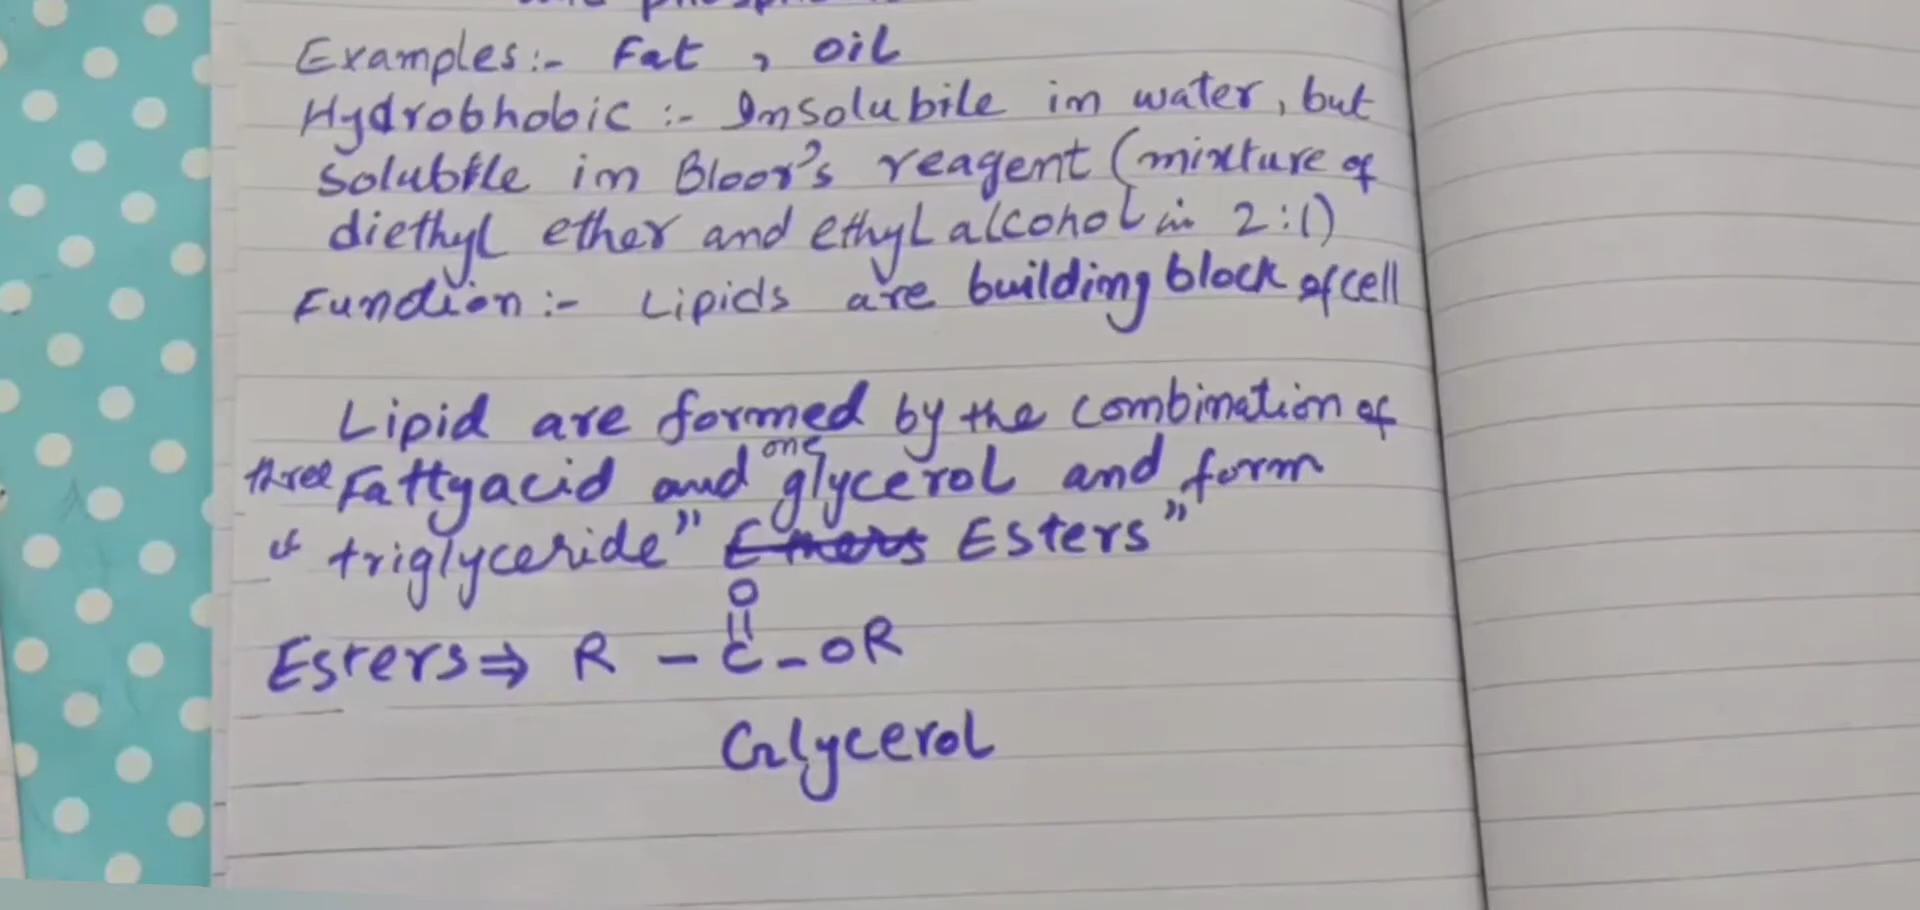 Examples:- Fat , oil
Hydrobhobic :- Insolubile in water, but
solubile in Bloor's reagent (mixture of
diethyl ether and ethyl alcohol in 2:1)
Function :- Lipids are building block of cell
Lipid are formed by the combination of
three Fattyacid and one glycerol and form
" triglyceride" Esters"
O
Esters⇒ R - C - OR
Glycerol